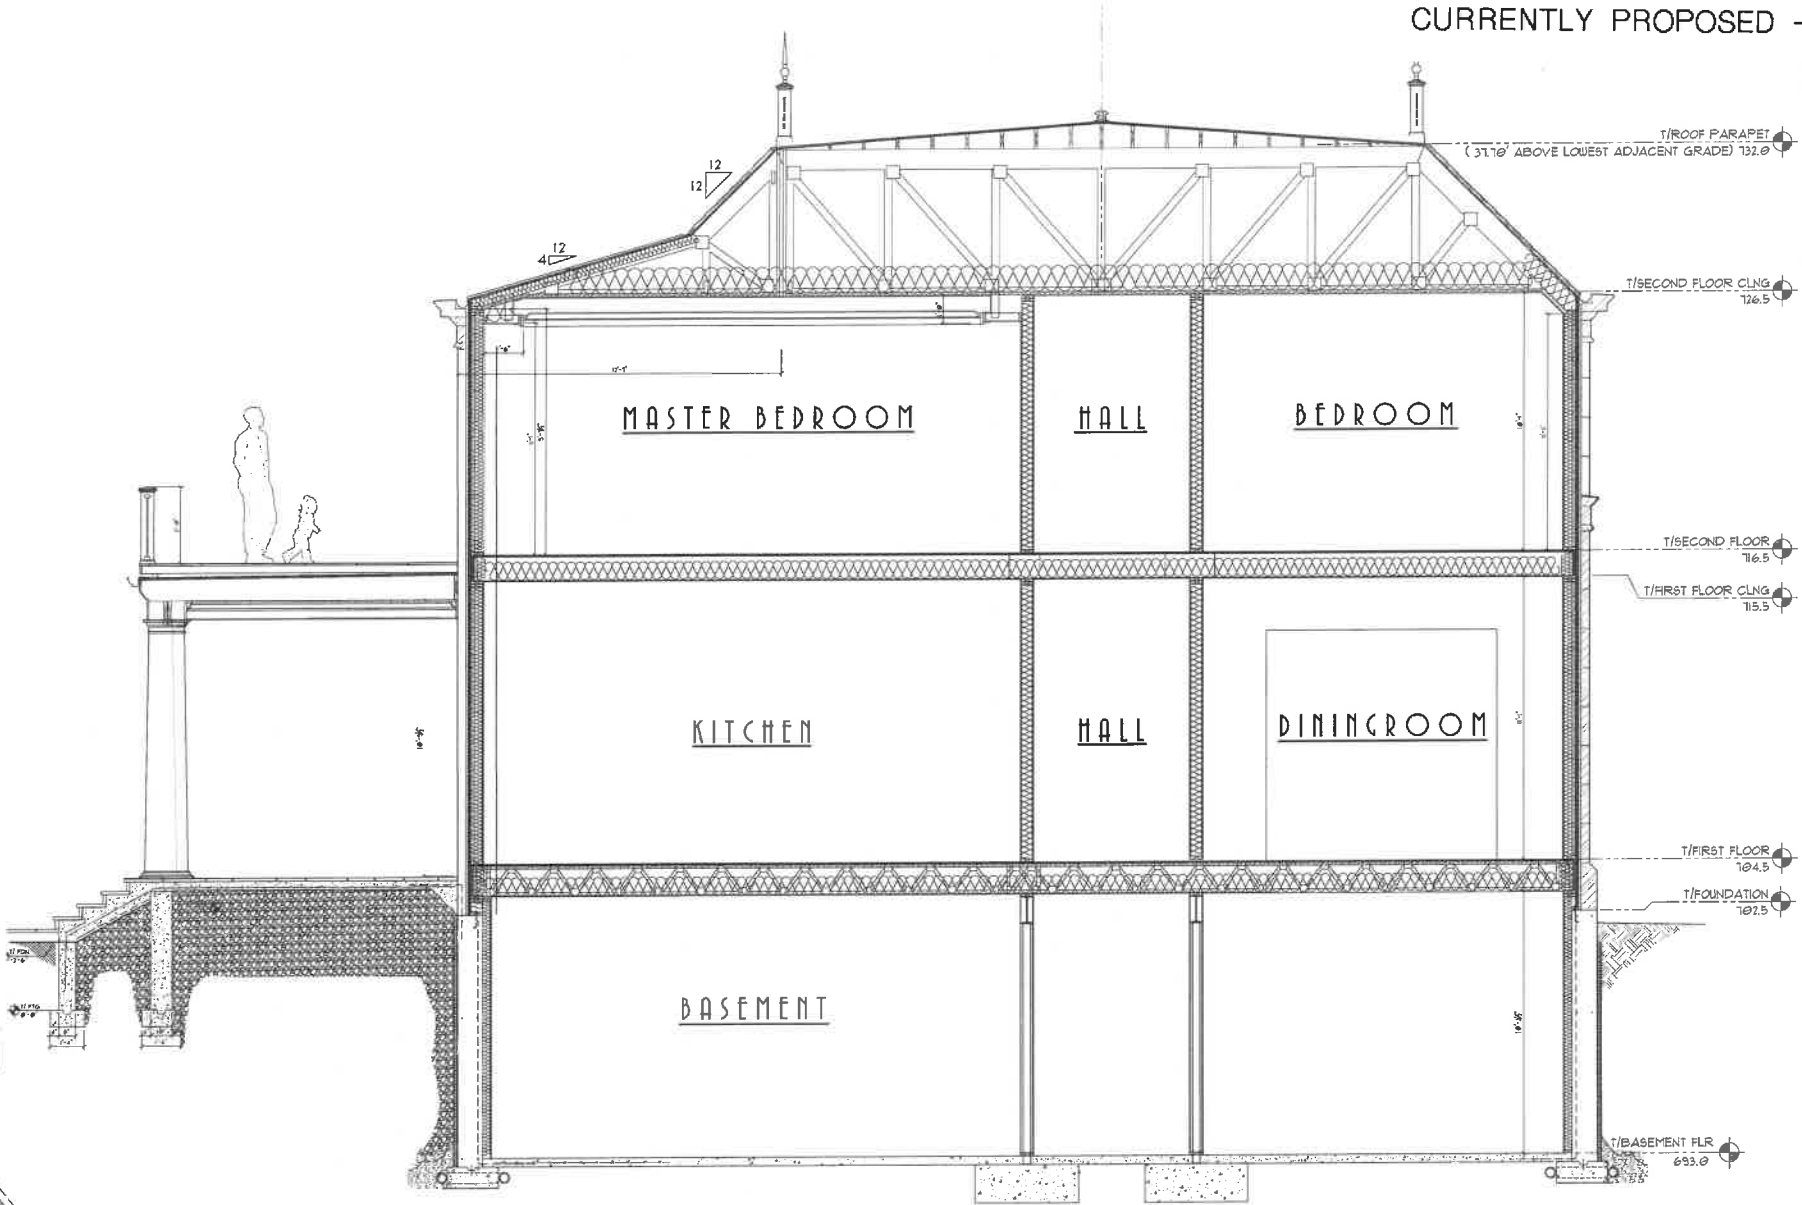 CURRENTLY PROPOSED -
T/ROOF PARAPET
(37.70' ABOVE LOWEST ADJACENT GRADE) 732.0
12
12
12
4
T/SECOND FLOOR CLNG
726.5
MASTER BEDROOM
HALL
BEDROOM
T/SECOND FLOOR
716.5
T/FIRST FLOOR CLNG
715.5
KITCHEN
HALL
DININGROOM
T/FIRST FLOOR
704.5
T/FOUNDATION
702.5
BASEMENT
T/BASEMENT FLR
693.0